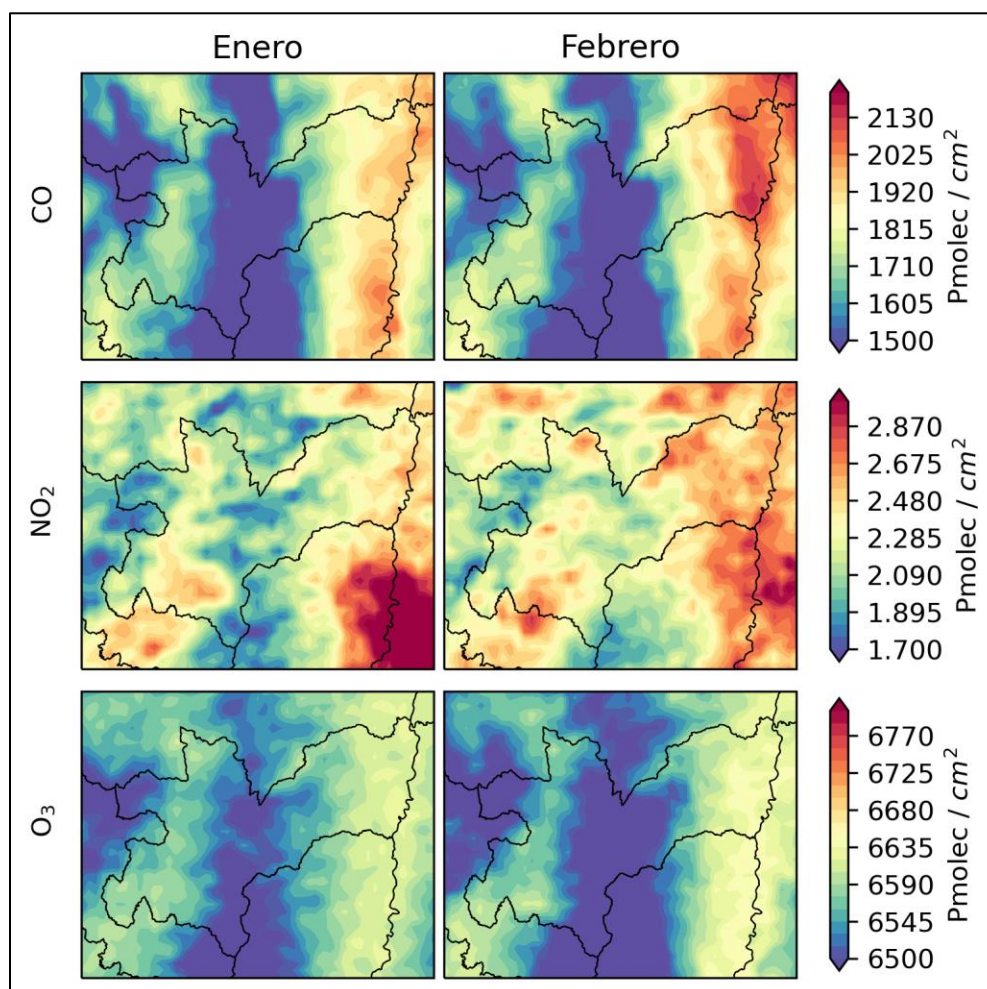 Enero
Febrero
CO
2130
2025
1920
1815
1710
1605
1500
Pmolec / cm²
NO₂
2.870
2.675
2.480
2.285
2.090
1.895
1.700
Pmolec / cm²
O₃
6770
6725
6680
6635
6590
6545
6500
Pmolec / cm²